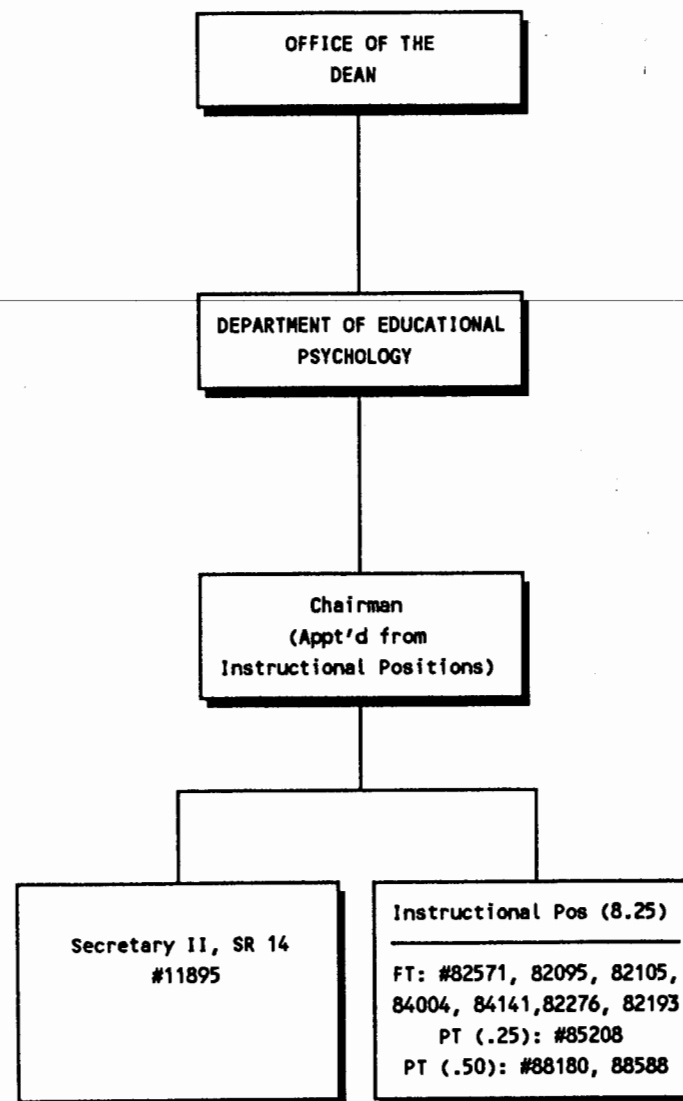 OFFICE OF THE
DEAN
DEPARTMENT OF EDUCATIONAL
PSYCHOLOGY
Chairman
(Appt'd from
Instructional Positions)
Secretary II, SR 14
#11895
Instructional Pos (8.25)
FT: #82571, 82095, 82105,
84004, 84141,82276, 82193
PT (.25): #85208
PT (.50): #88180, 88588